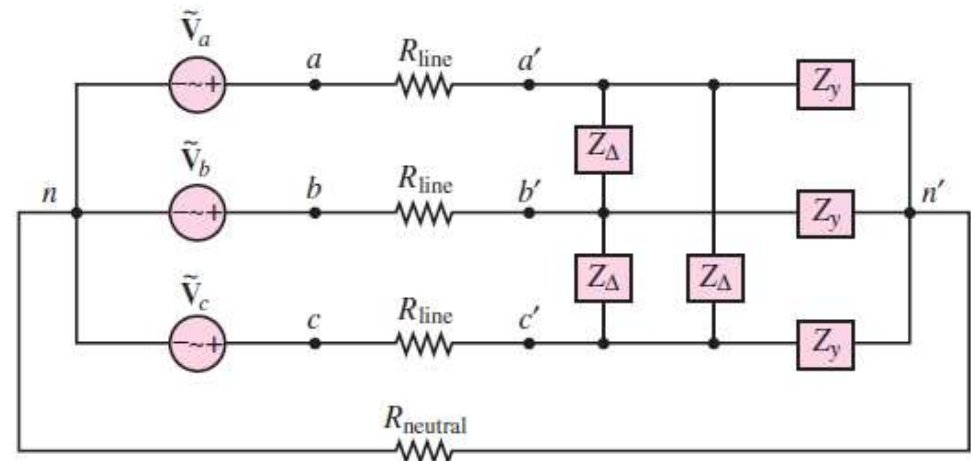 Ṽa
a Rline a′ Zy
ZΔ
Ṽb
n b Rline b′ Zy n′
ZΔ ZΔ
Ṽc
c Rline c′ Zy
Rneutral